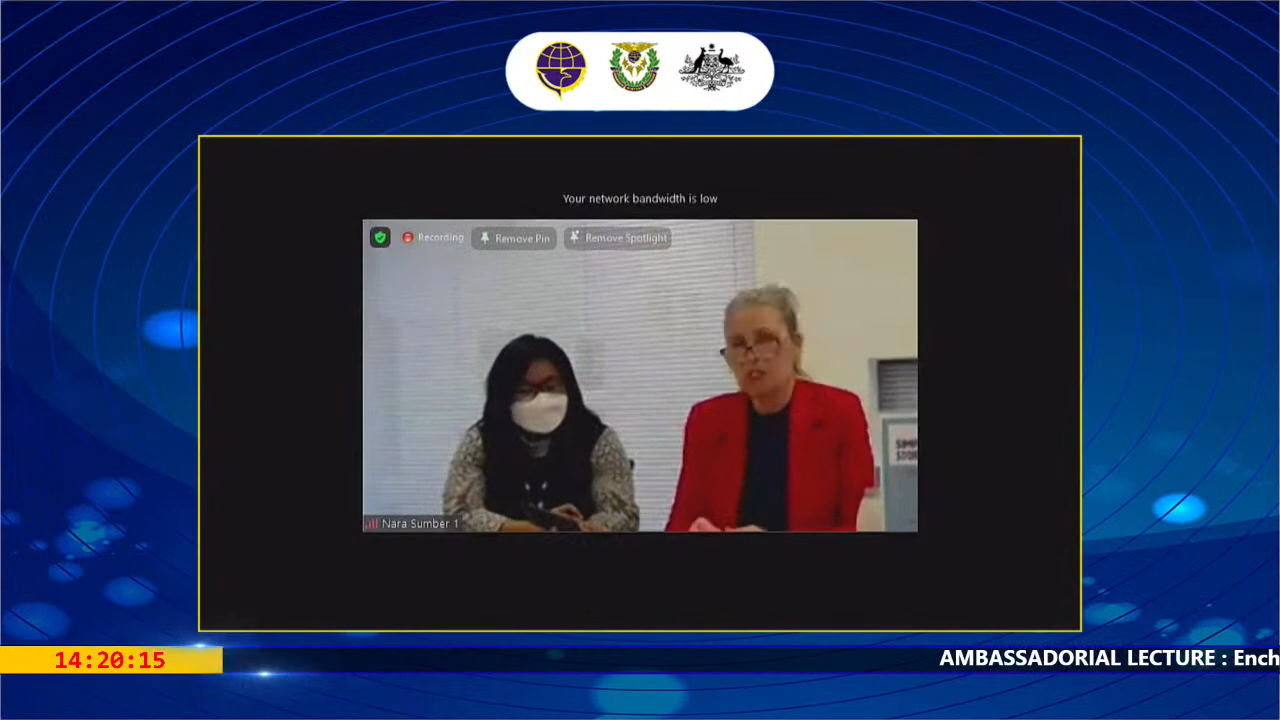 Your network bandwidth is low
Recording
Remove Pin
Remove Spotlight
Nara Sumber 1
14:20:15
AMBASSADORIAL LECTURE : Ench